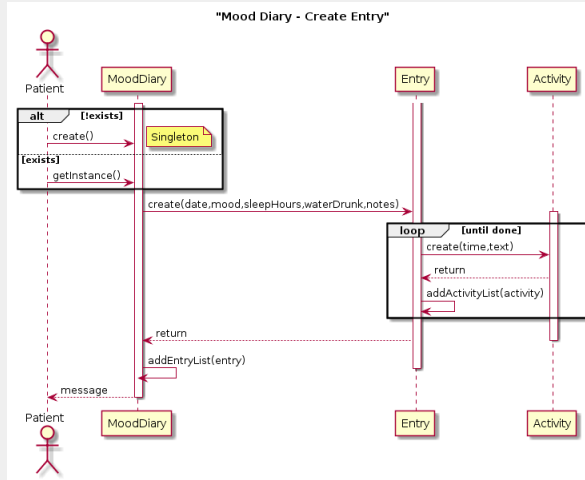 "Mood Diary - Create Entry"
Patient
MoodDiary
Entry
Activity
alt [!exists]
create()
Singleton
[exists]
getInstance()
create(date,mood,sleepHours,waterDrunk,notes)
loop [until done]
create(time,text)
return
addActivityList(activity)
return
addEntryList(entry)
message
Patient
MoodDiary
Entry
Activity